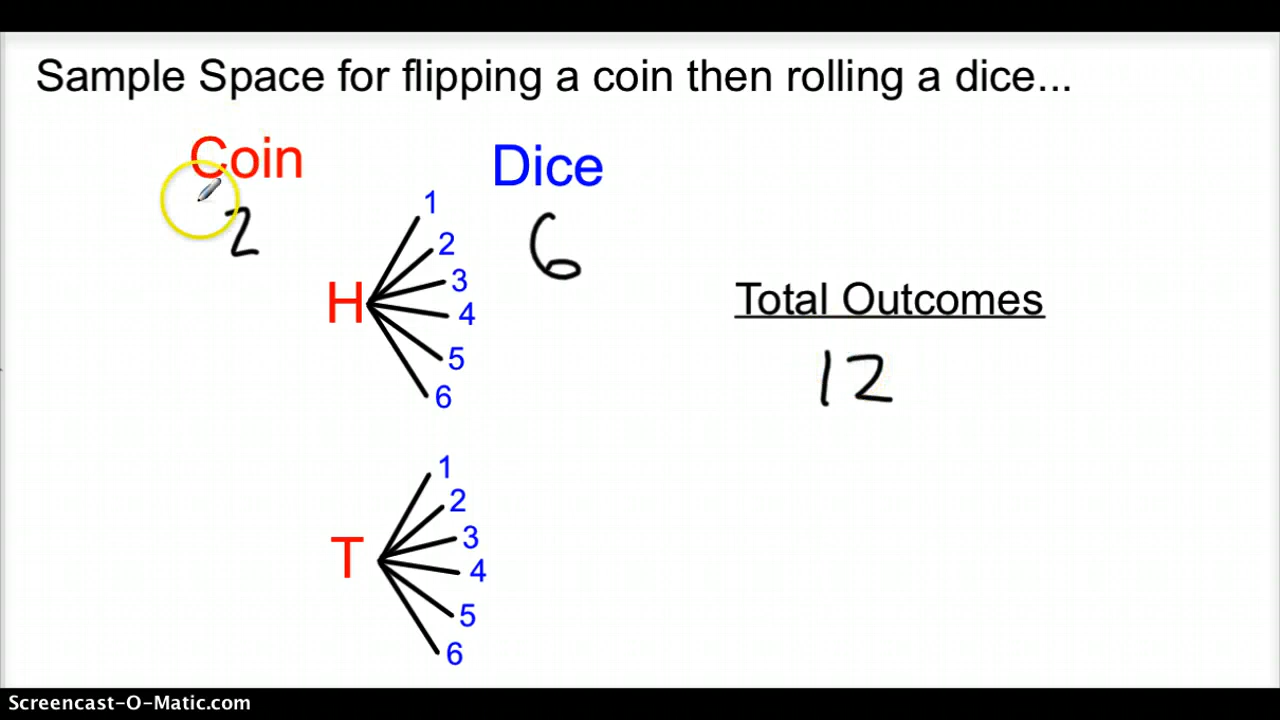 Sample Space for flipping a coin then rolling a dice...
Coin
Dice
2
6
H
1
2
3
4
5
6
Total Outcomes
12
T
1
2
3
4
5
6
Screencast-O-Matic.com